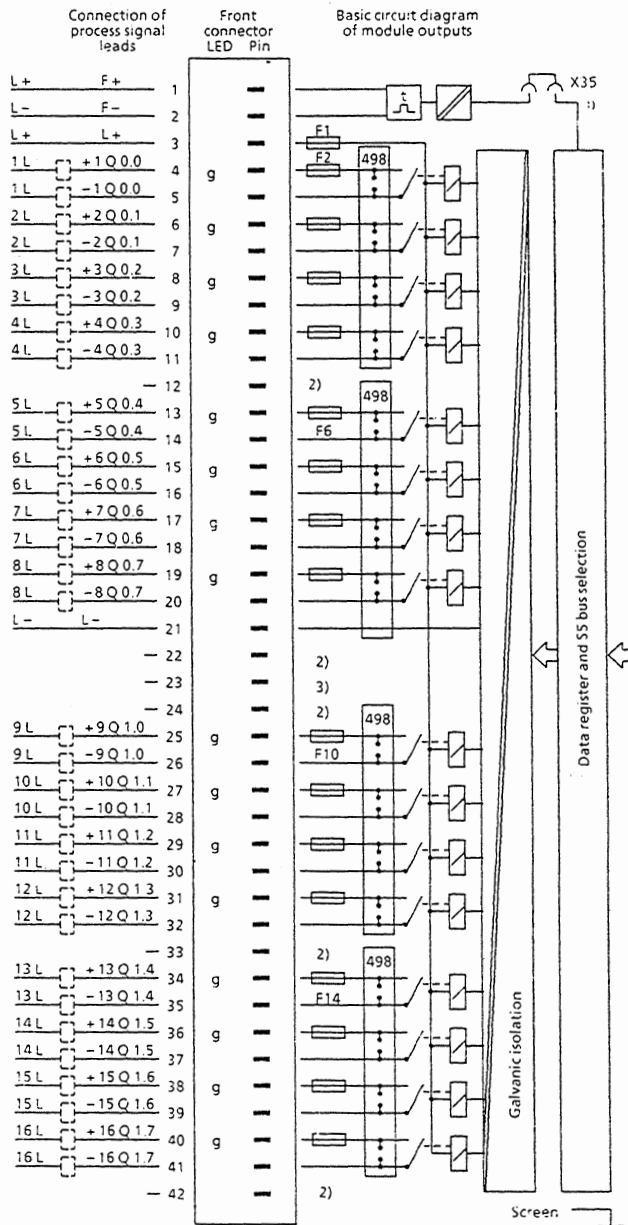 Connection of process signal leads
Front connector
LED Pin
Basic circuit diagram of module outputs
L+ F+ 1
L- F- 2
X35
t
L+ L+ 3 F1
1L +1Q0.0 4 g F2 498
1L -1Q0.0 5
2L +2Q0.1 6 g
2L -2Q0.1 7
3L +3Q0.2 8 g
3L -3Q0.2 9
4L +4Q0.3 10 g
4L -4Q0.3 11
12 2)
5L +5Q0.4 13 g 498
5L -5Q0.4 14 F6
6L +6Q0.5 15 g
6L -6Q0.5 16
7L +7Q0.6 17 g
7L -7Q0.6 18
8L +8Q0.7 19 g
8L -8Q0.7 20
L- L- 21
22 2)
23 3)
24 2)
9L +9Q1.0 25 g 498
9L -9Q1.0 26 F10
10L +10Q1.1 27 g
10L -10Q1.1 28
11L +11Q1.2 29 g
11L -11Q1.2 30
12L +12Q1.3 31 g
12L -12Q1.3 32
33 2)
13L +13Q1.4 34 g 498
13L -13Q1.4 35 F14
14L +14Q1.5 36 g
14L -14Q1.5 37
15L +15Q1.6 38 g
15L -15Q1.6 39
16L +16Q1.7 40 g
16L -16Q1.7 41
42 2)
Galvanic isolation
Data register and S5 bus selection
Screen